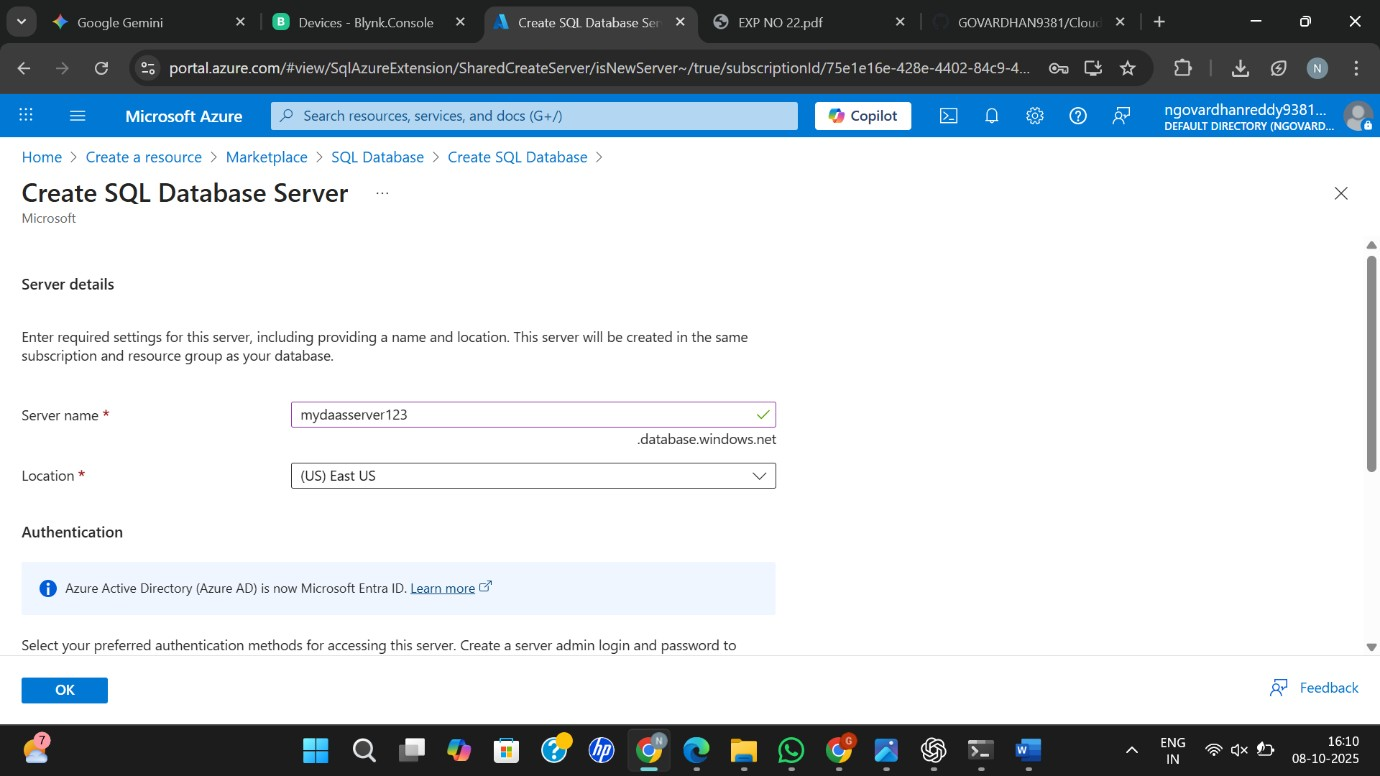 Google Gemini
Devices - Blynk.Console
Create SQL Database Ser
EXP NO 22.pdf
GOVARDHAN9381/Cloud
portal.azure.com/#view/SqlAzureExtension/SharedCreateServer/isNewServer~/true/subscriptionId/75e1e16e-428e-4402-84c9-4...
N
Microsoft Azure
Search resources, services, and docs (G+/)
Copilot
ngovardhanreddy9381...
DEFAULT DIRECTORY (NGOVARD...
Home > Create a resource > Marketplace > SQL Database > Create SQL Database >
Create SQL Database Server ...
Microsoft
Server details
Enter required settings for this server, including providing a name and location. This server will be created in the same
subscription and resource group as your database.
Server name *
mydaasserver123
.database.windows.net
Location *
(US) East US
Authentication
Azure Active Directory (Azure AD) is now Microsoft Entra ID. Learn more
Select your preferred authentication methods for accessing this server. Create a server admin login and password to
OK
Feedback
7
hp
N
G
W
ENG
IN
16:10
08-10-2025